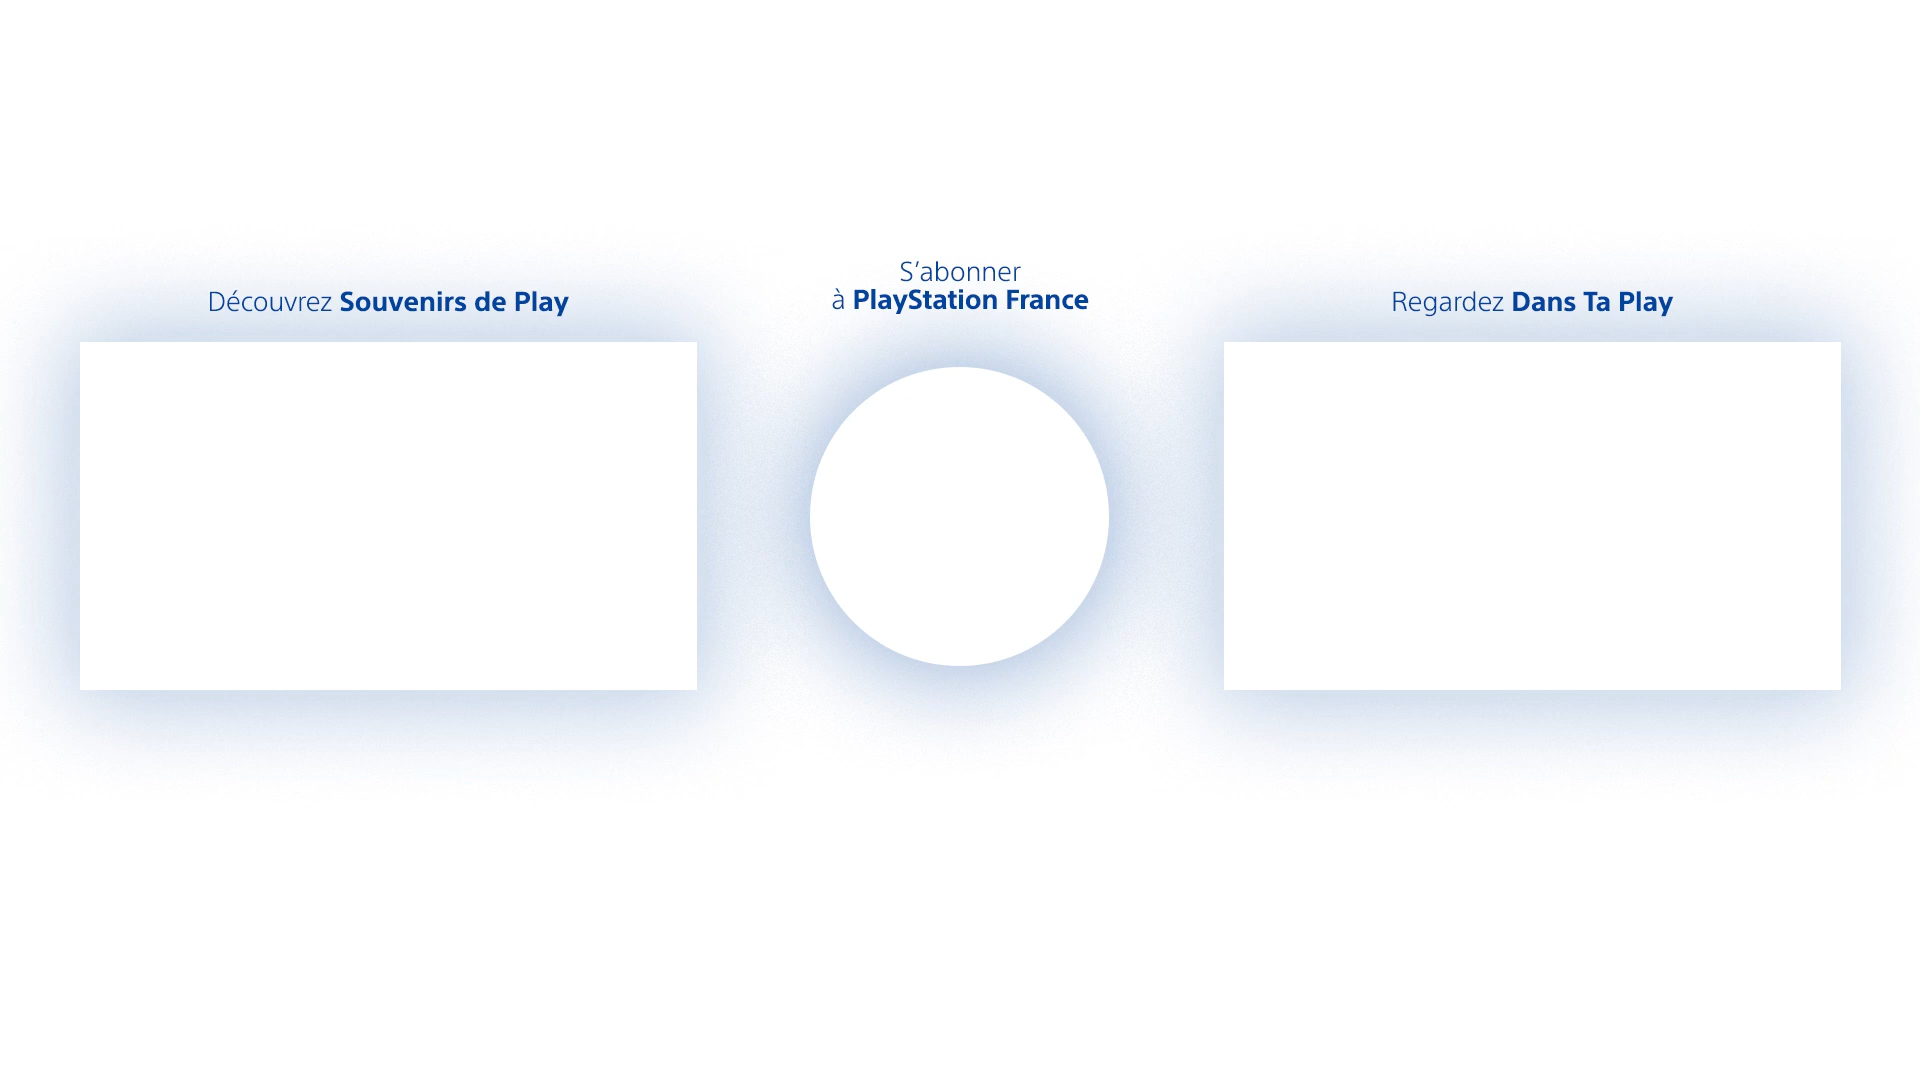 Découvrez Souvenirs de Play
S’abonner
à PlayStation France
Regardez Dans Ta Play